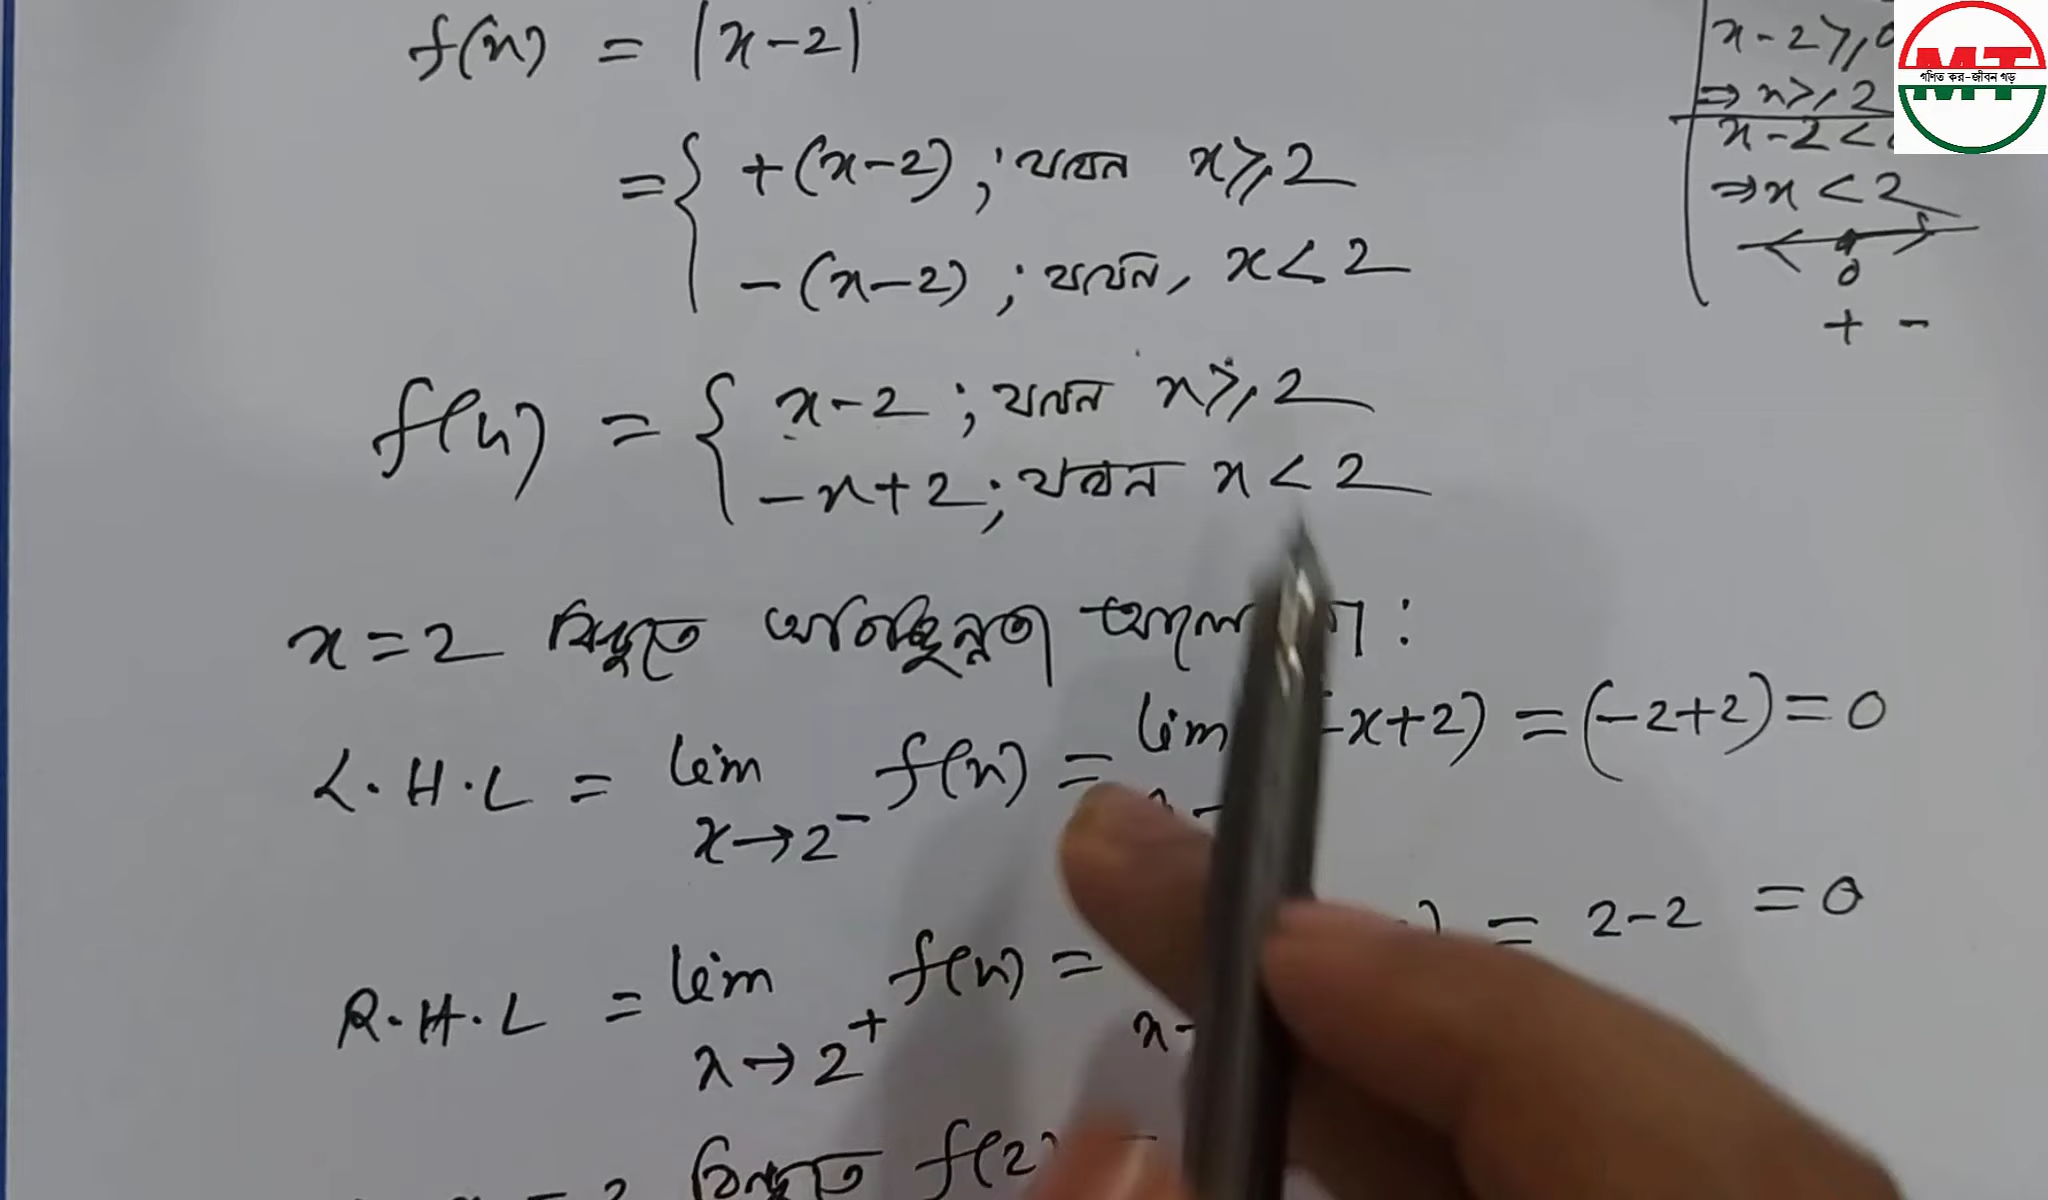 f(x) = |x-2|
= { +(x-2) ; যখন x≥2
-(x-2) ; যখন, x<2
f(x) = { x-2 ; যখন x≥2
-x+2 ; যখন x<2
x=2 বিন্দুতে অবিচ্ছিন্নতা
L.H.L = lim x→2⁻ f(x) = lim -x+2) = (-2+2) = 0
R.H.L = lim x→2⁺ f(x) = = 2-2 = 0
বিন্দুতে f(2)
x-2≥0
⇒ x≥2
x-2<
⇒ x<2
0
+ -
MT
গণিত কর-জীবন গড়